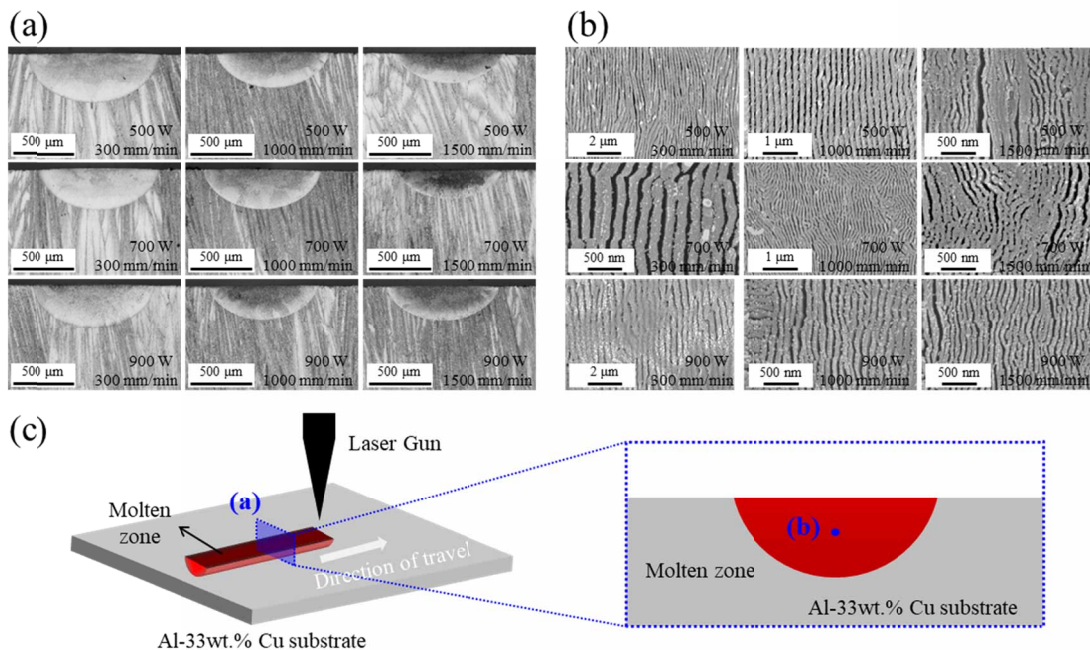 (a)
500 W
500 μm
300 mm/min
500 W
500 μm
1000 mm/min
500 W
500 μm
1500 mm/min
700 W
500 μm
300 mm/min
700 W
500 μm
1000 mm/min
700 W
500 μm
1500 mm/min
900 W
500 μm
300 mm/min
900 W
500 μm
1000 mm/min
900 W
500 μm
1500 mm/min
(b)
500 W
2 μm
300 mm/min
500 W
1 μm
1000 mm/min
500 W
500 nm
1500 mm/min
700 W
500 nm
300 mm/min
700 W
1 μm
1000 mm/min
700 W
500 nm
1500 mm/min
900 W
2 μm
300 mm/min
900 W
500 nm
1000 mm/min
900 W
500 nm
1500 mm/min
(c)
Laser Gun
Molten
zone
(a)
Direction of travel
Al-33wt.% Cu substrate
(b)
Molten zone
Al-33wt.% Cu substrate